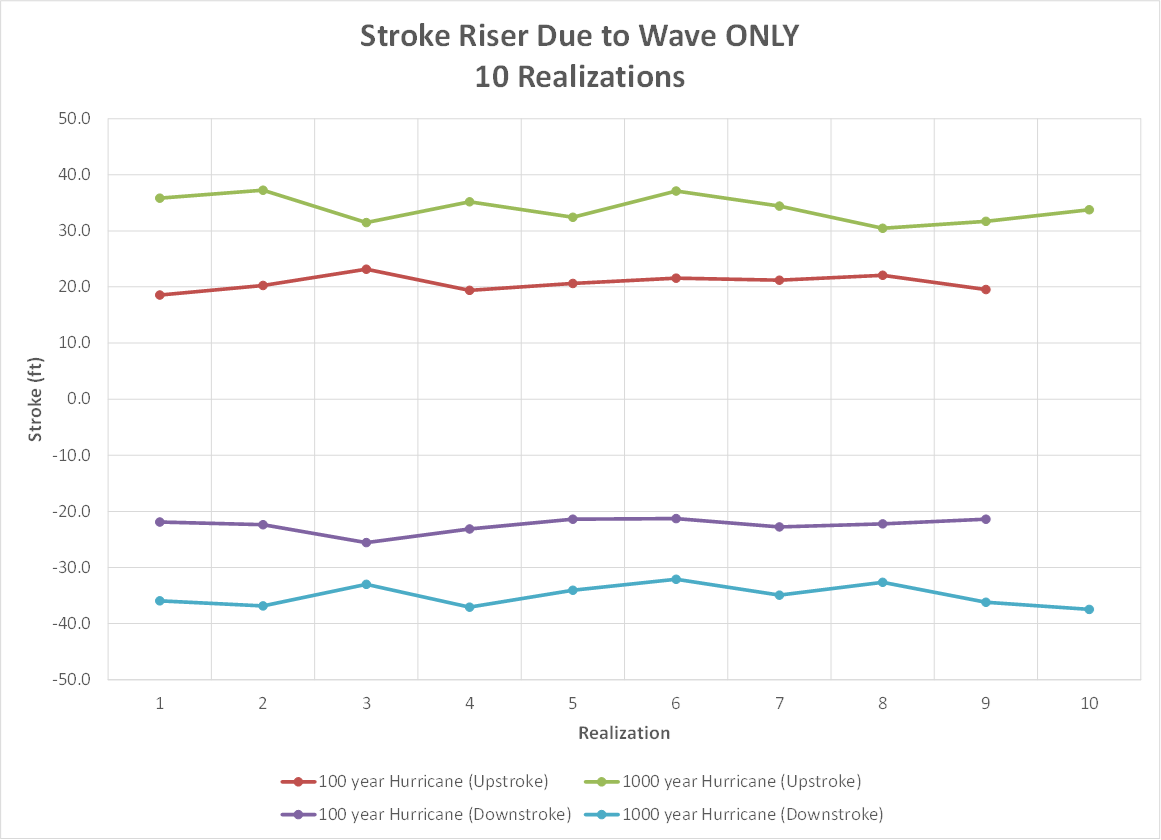 Stroke Riser Due to Wave ONLY
10 Realizations
50.0
40.0
30.0
20.0
10.0
0.0
-10.0
-20.0
-30.0
-40.0
-50.0
Stroke (ft)
1 2 3 4 5 6 7 8 9 10
Realization
100 year Hurricane (Upstroke) 1000 year Hurricane (Upstroke)
100 year Hurricane (Downstroke) 1000 year Hurricane (Downstroke)